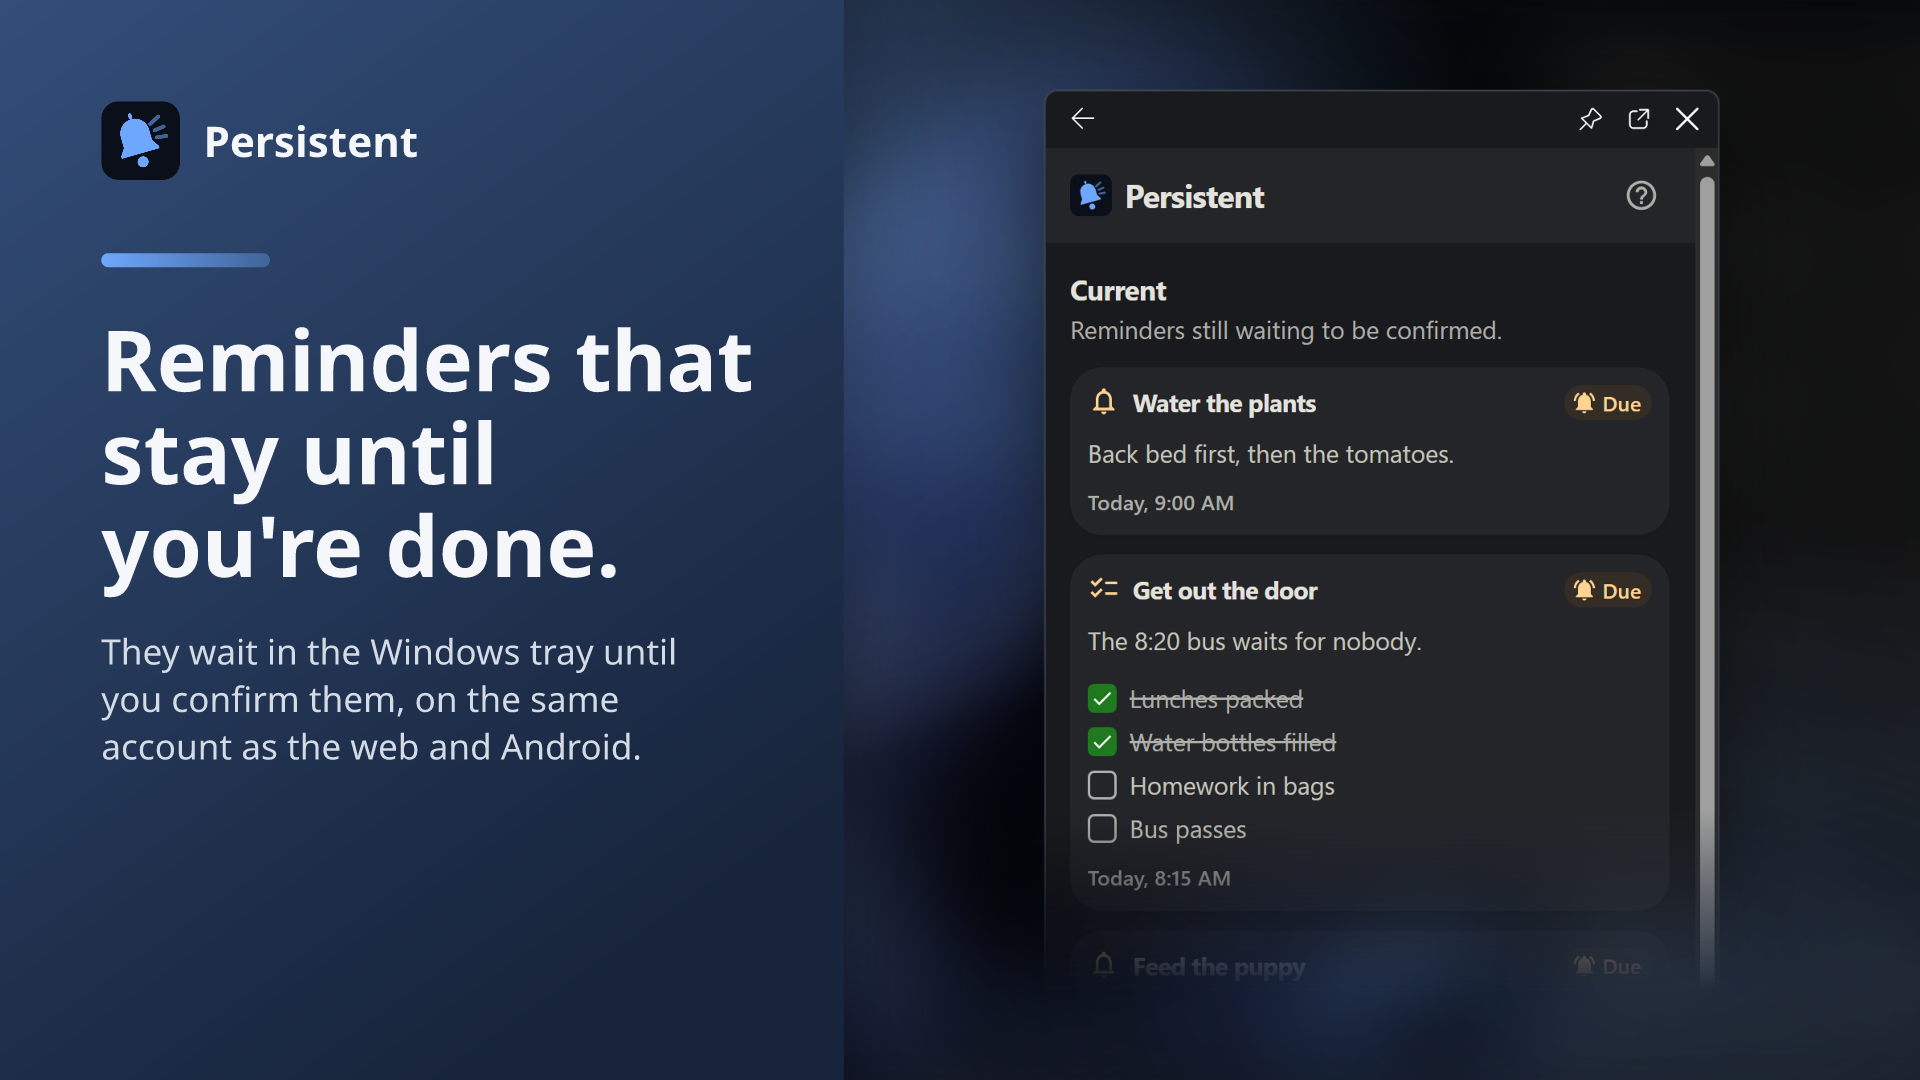 Persistent
Reminders that
stay until
you're done.
They wait in the Windows tray until
you confirm them, on the same
account as the web and Android.
Persistent
Current
Reminders still waiting to be confirmed.
Water the plants
Due
Back bed first, then the tomatoes.
Today, 9:00 AM
Get out the door
Due
The 8:20 bus waits for nobody.
Lunches packed
Water bottles filled
Homework in bags
Bus passes
Today, 8:15 AM
Feed the puppy
Due